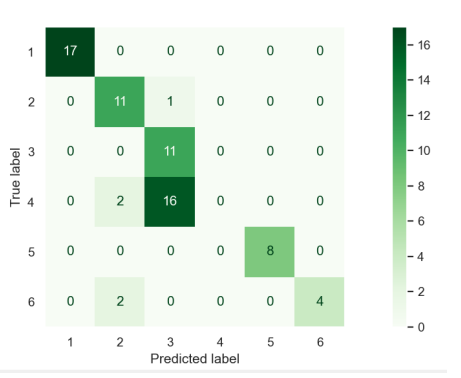 1 17 0 0 0 0 0
2 0 11 1 0 0 0
3 0 0 11 0 0 0
4 0 2 16 0 0 0
5 0 0 0 0 8 0
6 0 2 0 0 0 4
1 2 3 4 5 6
Predicted label
True label
16
14
12
10
8
6
4
2
0